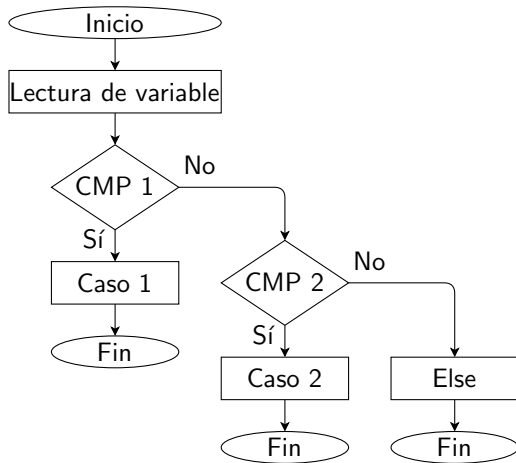 Inicio
Lectura de variable
CMP 1
No
Sí
Caso 1
Fin
CMP 2
No
Sí
Caso 2
Fin
Else
Fin